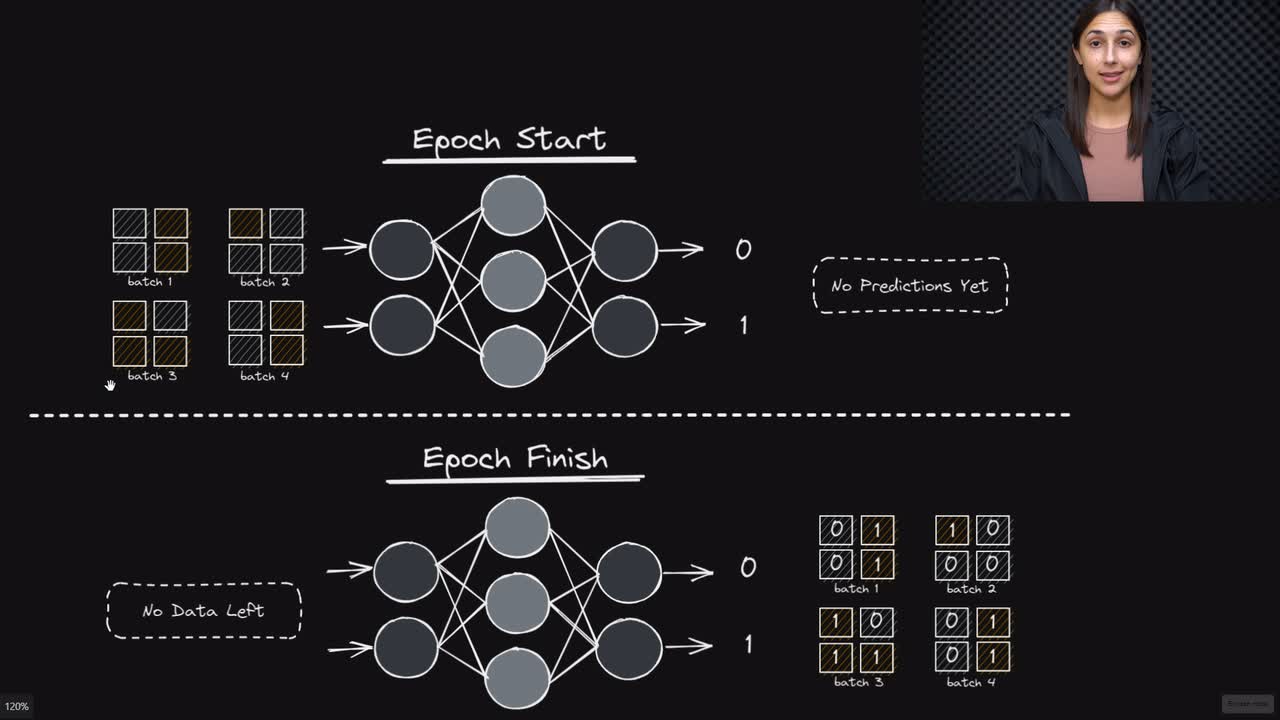 Epoch Start
batch 1
batch 2
batch 3
batch 4
0
1
No Predictions Yet
Epoch Finish
No Data Left
0
1
0 1
0 1
batch 1
1 0
0 0
batch 2
1 0
1 1
batch 3
0 1
0 1
batch 4
120%